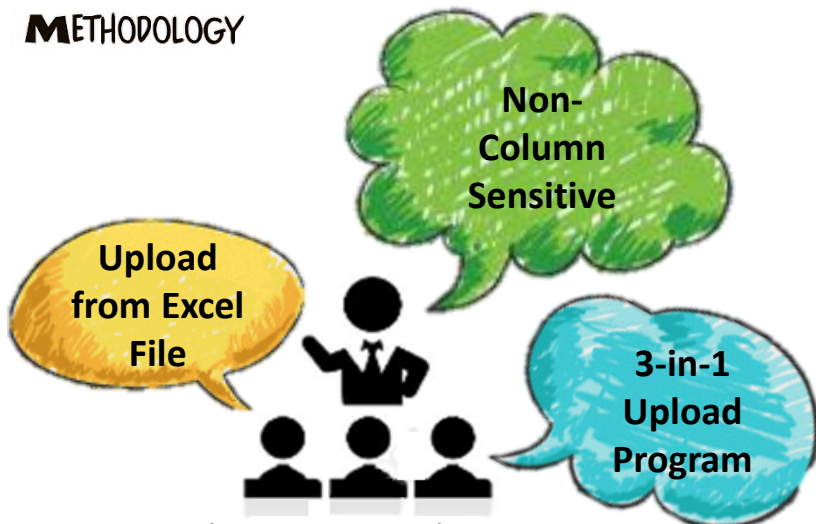 METHODOLOGY
Non-
Column
Sensitive
Upload
from Excel
File
3-in-1
Upload
Program